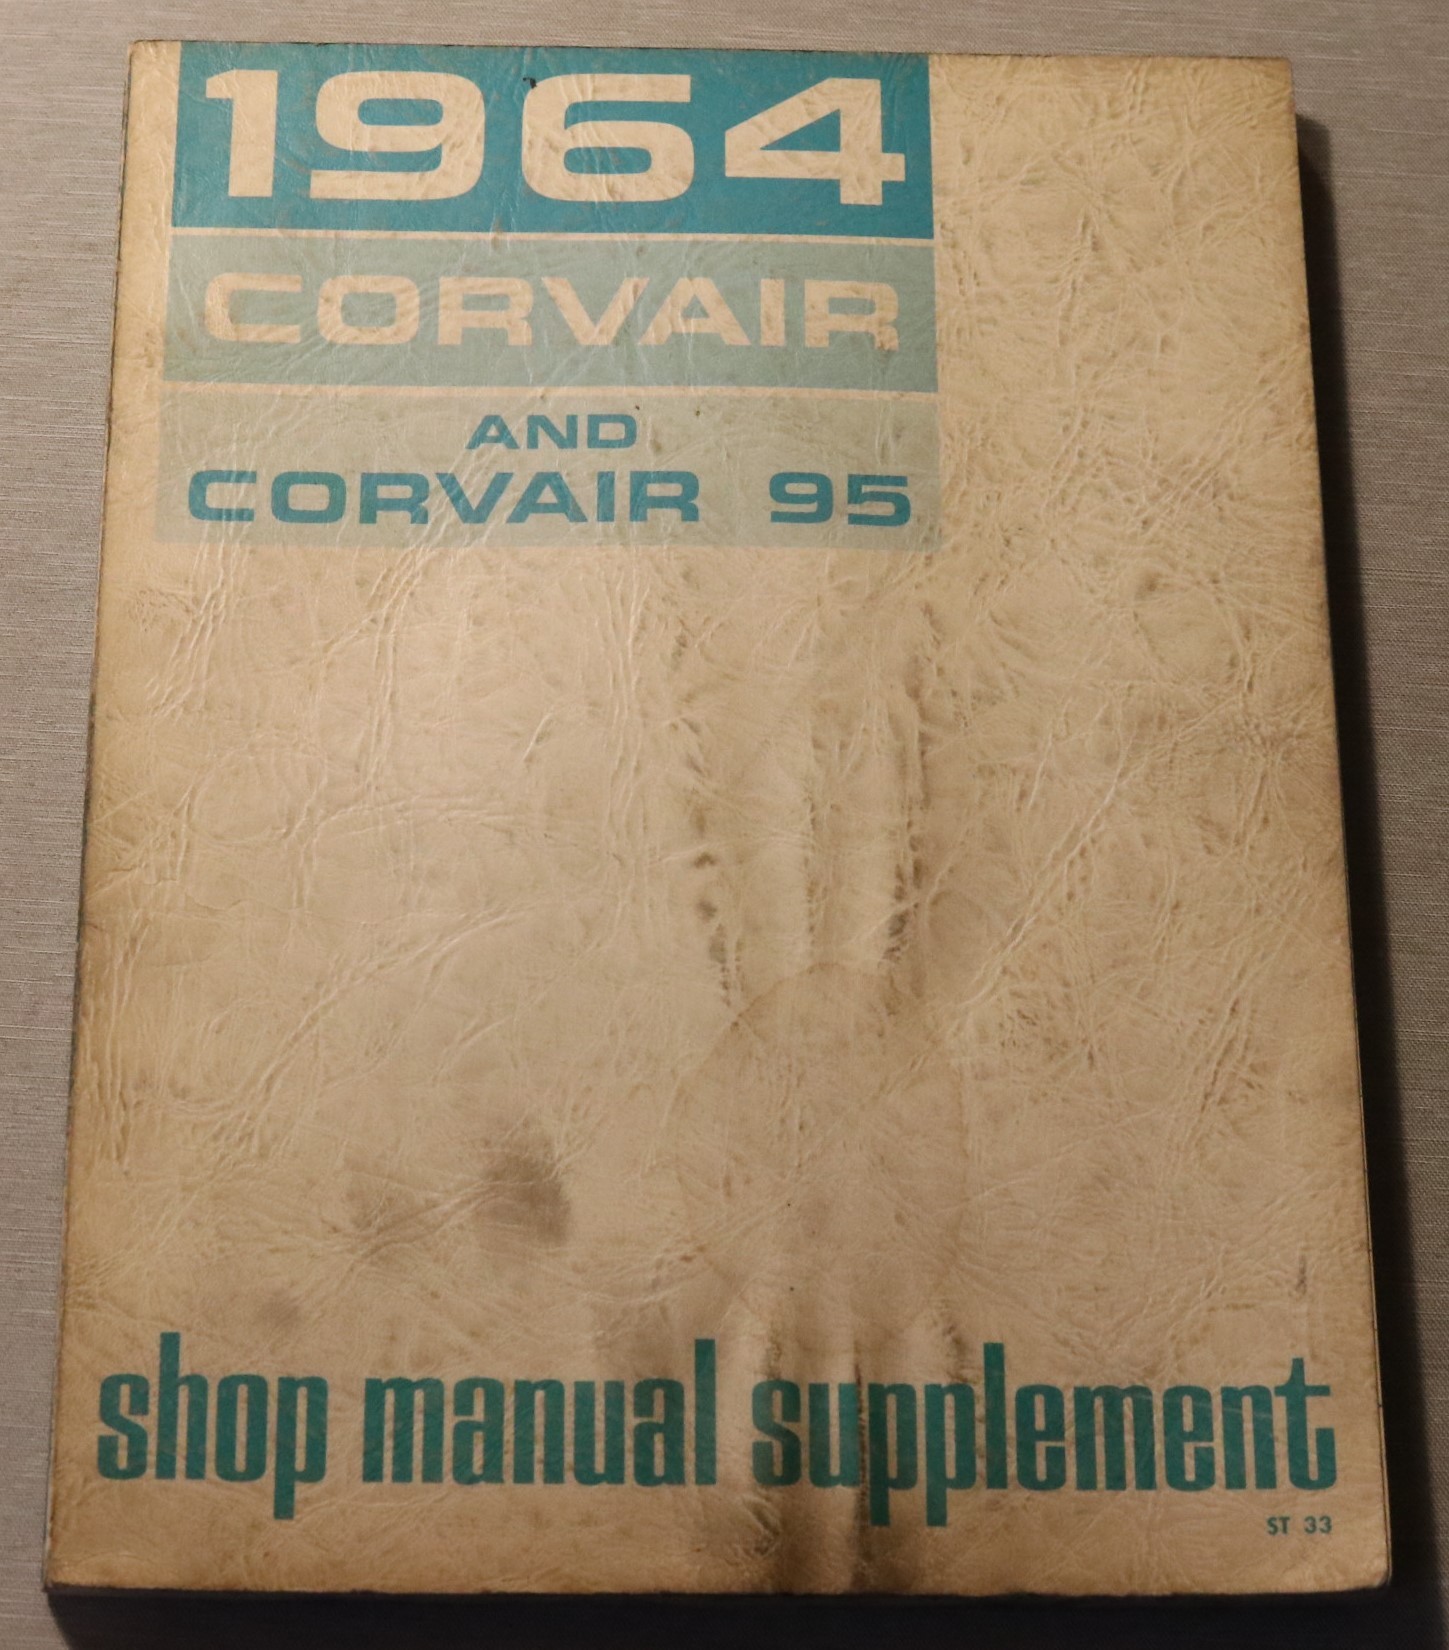 1964
CORVAIR
AND
CORVAIR 95
shop manual supplement
ST 33